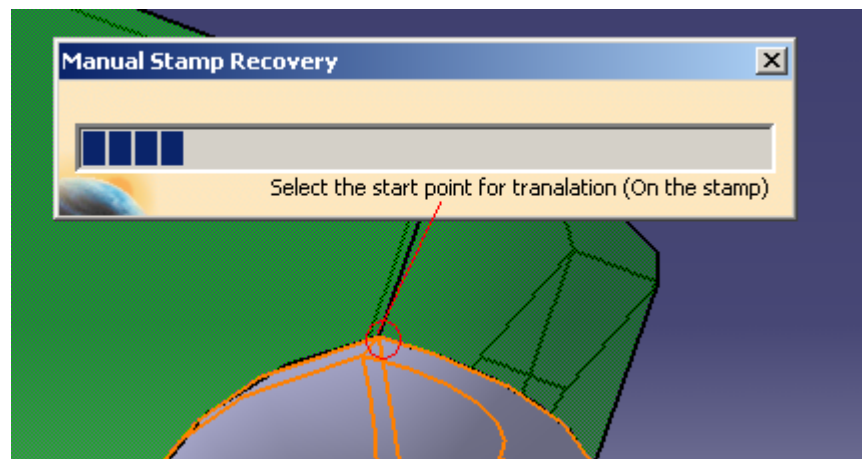 Manual Stamp Recovery
Select the start point for tranalation (On the stamp)